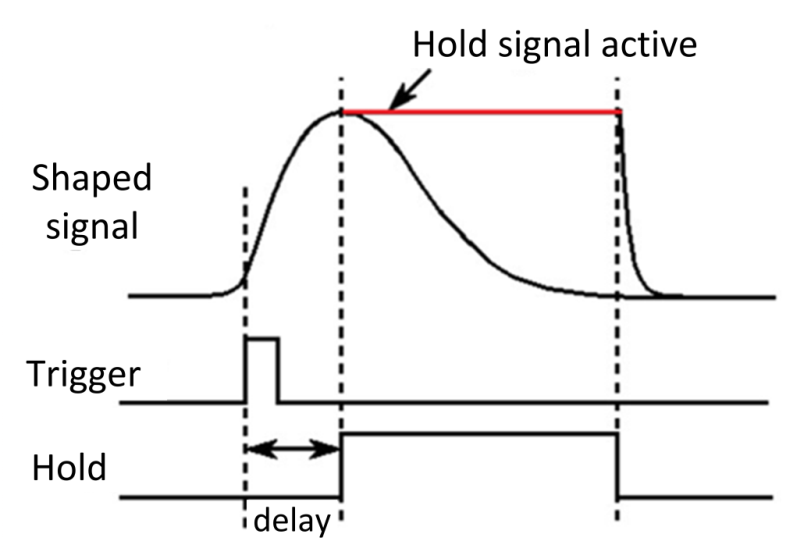 Hold signal active
Shaped
signal
Trigger
Hold
delay